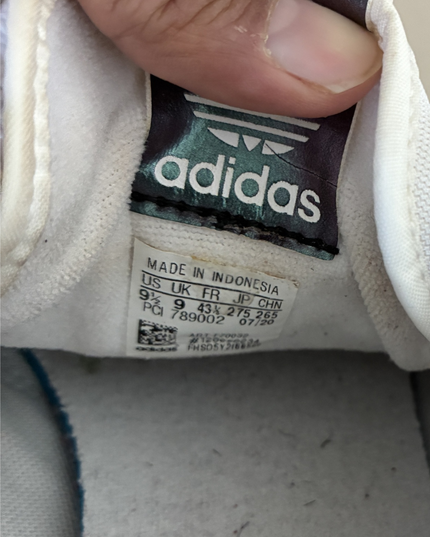 adidas
MADE IN INDONESIA
US UK FR JP CHN
9½ 9 43⅓ 275 265
PCI 789002 07/20